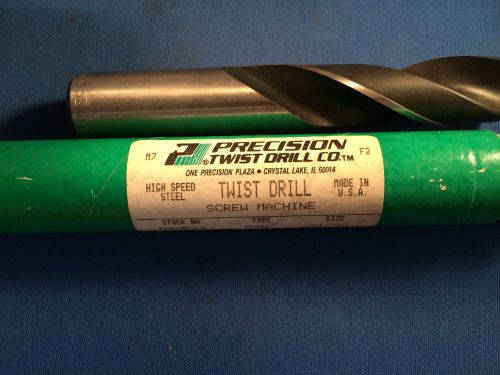 M7 PRECISION F2
® TWIST DRILL CO.™
ONE PRECISION PLAZA • CRYSTAL LAKE, IL 60014
HIGH SPEED STEEL
TWIST DRILL
MADE IN U.S.A.
SCREW MACHINE
STOCK NO. TYPE SIZE